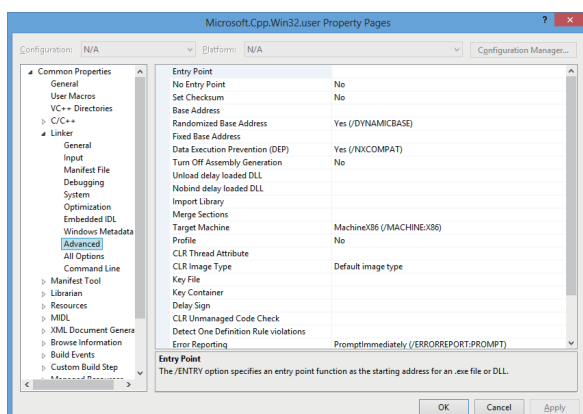 Microsoft.Cpp.Win32.user Property Pages
? ×
Configuration: N/A Platform: N/A Configuration Manager...
Common Properties
General
User Macros
VC++ Directories
C/C++
Linker
General
Input
Manifest File
Debugging
System
Optimization
Embedded IDL
Windows Metadata
Advanced
All Options
Command Line
Manifest Tool
Librarian
Resources
MIDL
XML Document Genera
Browse Information
Build Events
Custom Build Step
Managed Resources
Entry Point
No Entry Point No
Set Checksum No
Base Address
Randomized Base Address Yes (/DYNAMICBASE)
Fixed Base Address
Data Execution Prevention (DEP) Yes (/NXCOMPAT)
Turn Off Assembly Generation No
Unload delay loaded DLL
Nobind delay loaded DLL
Import Library
Merge Sections
Target Machine MachineX86 (/MACHINE:X86)
Profile No
CLR Thread Attribute
CLR Image Type Default image type
Key File
Key Container
Delay Sign
CLR Unmanaged Code Check
Detect One Definition Rule violations
Error Reporting PromptImmediately (/ERRORREPORT:PROMPT)
Entry Point
The /ENTRY option specifies an entry point function as the starting address for an .exe file or DLL.
OK Cancel Apply